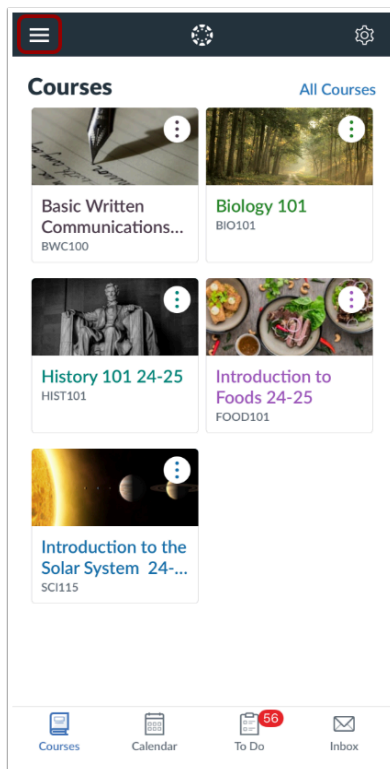 Courses
All Courses
Basic Written
Communications...
BWC100
Biology 101
BIO101
History 101 24-25
HIST101
Introduction to
Foods 24-25
FOOD101
Introduction to the
Solar System 24-...
SCI115
56
Courses
Calendar
To Do
Inbox